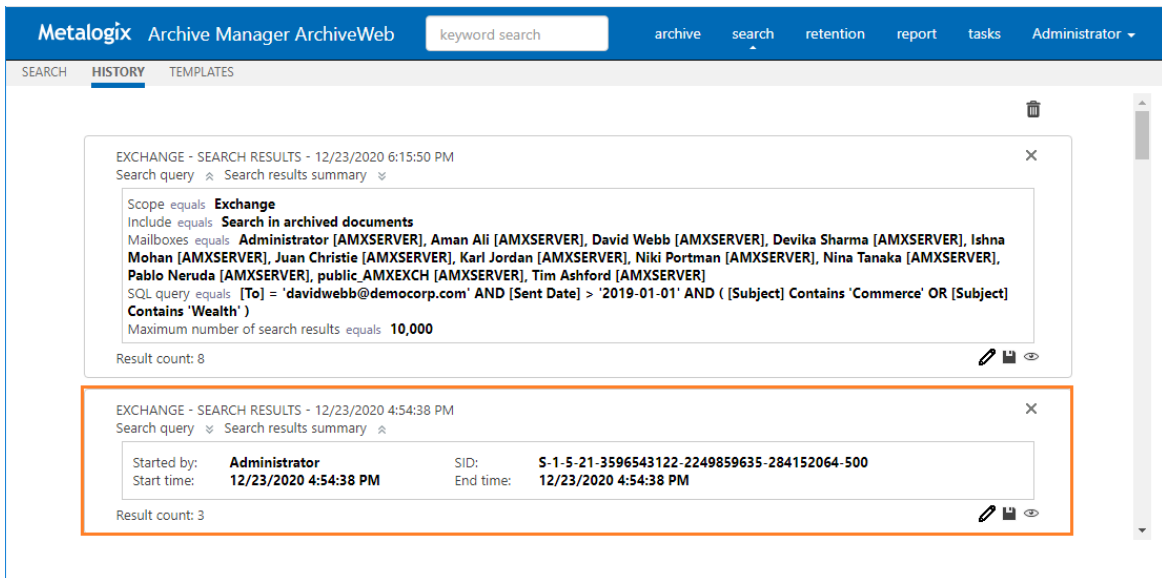 Metalogix Archive Manager ArchiveWeb keyword search archive search retention report tasks Administrator
SEARCH HISTORY TEMPLATES
EXCHANGE - SEARCH RESULTS - 12/23/2020 6:15:50 PM
Search query Search results summary
Scope equals Exchange
Include equals Search in archived documents
Mailboxes equals Administrator [AMXSERVER], Aman Ali [AMXSERVER], David Webb [AMXSERVER], Devika Sharma [AMXSERVER], Ishna
Mohan [AMXSERVER], Juan Christie [AMXSERVER], Karl Jordan [AMXSERVER], Niki Portman [AMXSERVER], Nina Tanaka [AMXSERVER],
Pablo Neruda [AMXSERVER], public_AMXEXCH [AMXSERVER], Tim Ashford [AMXSERVER]
SQL query equals [To] = 'davidwebb@democorp.com' AND [Sent Date] > '2019-01-01' AND ( [Subject] Contains 'Commerce' OR [Subject]
Contains 'Wealth' )
Maximum number of search results equals 10,000
Result count: 8
EXCHANGE - SEARCH RESULTS - 12/23/2020 4:54:38 PM
Search query Search results summary
Started by: Administrator SID: S-1-5-21-3596543122-2249859635-284152064-500
Start time: 12/23/2020 4:54:38 PM End time: 12/23/2020 4:54:38 PM
Result count: 3